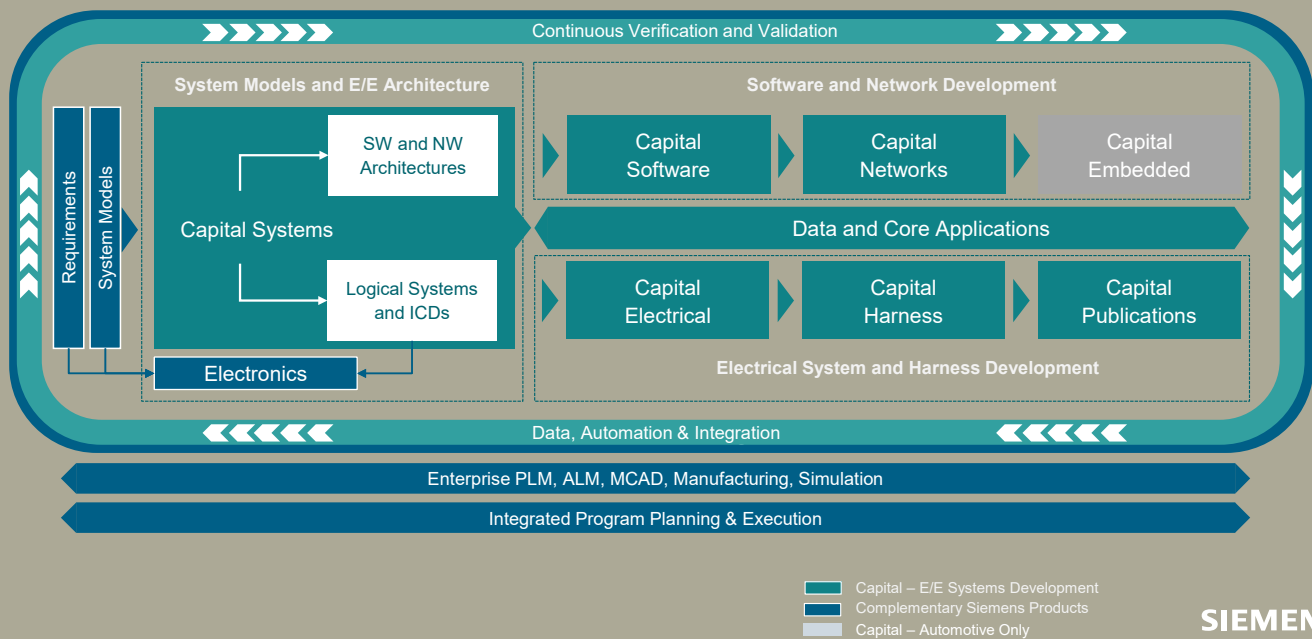 Continuous Verification and Validation
System Models and E/E Architecture
Software and Network Development
Requirements
System Models
SW and NW
Architectures
Capital Systems
Logical Systems
and ICDs
Electronics
Capital
Software
Capital
Networks
Capital
Embedded
Data and Core Applications
Capital
Electrical
Capital
Harness
Capital
Publications
Electrical System and Harness Development
Data, Automation & Integration
Enterprise PLM, ALM, MCAD, Manufacturing, Simulation
Integrated Program Planning & Execution
Capital – E/E Systems Development
Complementary Siemens Products
Capital – Automotive Only
SIEMEN